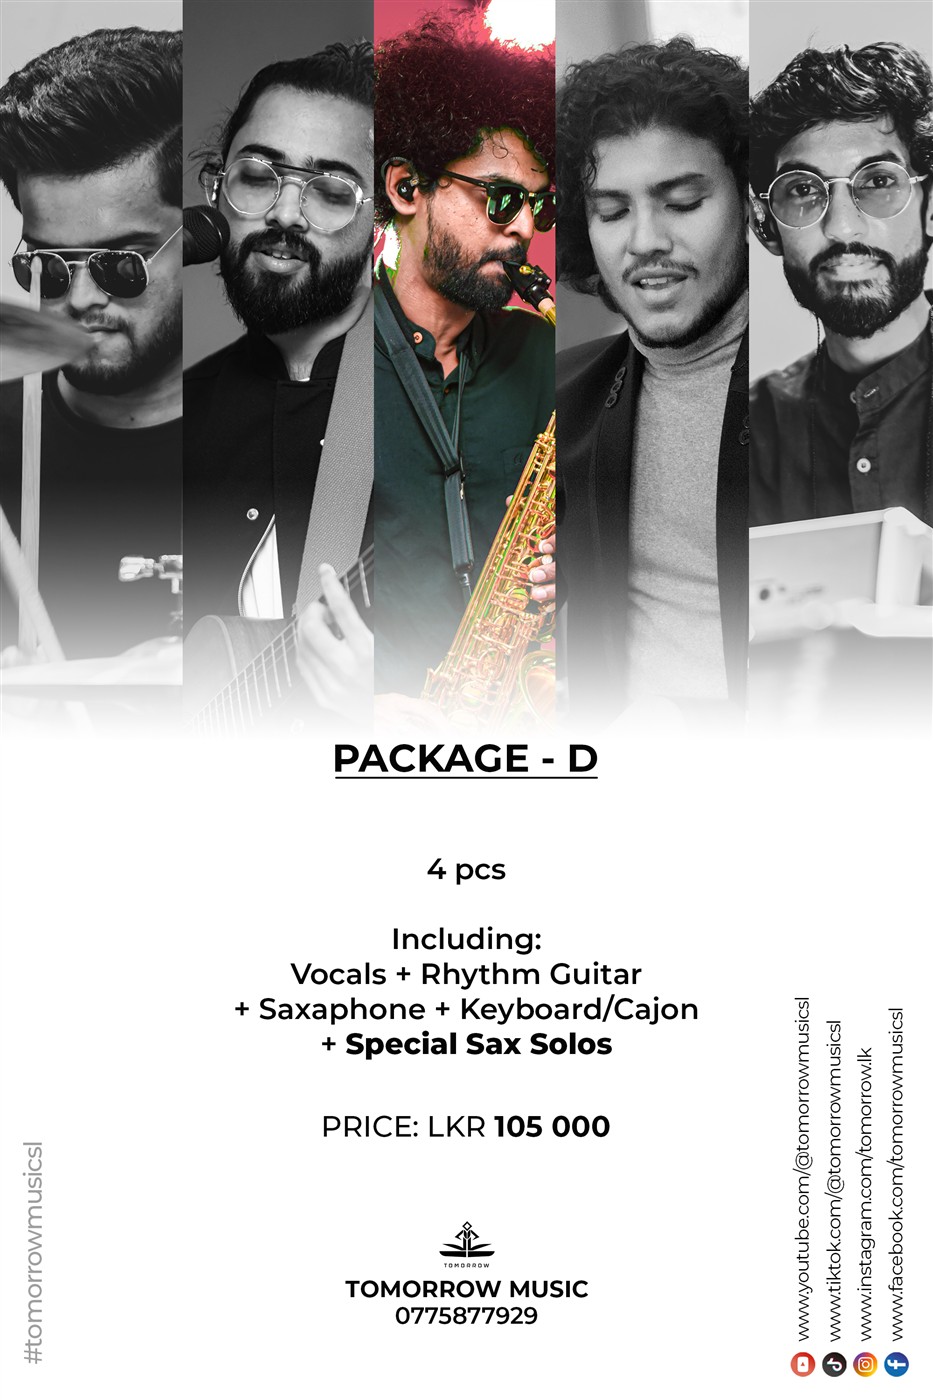 PACKAGE - D
4 pcs
Including:
Vocals + Rhythm Guitar
+ Saxaphone + Keyboard/Cajon
+ Special Sax Solos
PRICE: LKR 105 000
TOMORROW
TOMORROW MUSIC
0775877929
#tomorrowmusicsl
www.youtube.com/@tomorrowmusicsl
www.tiktok.com/@tomorrowmusicsl
www.instagram.com/tomorrow.lk
www.facebook.com/tomorrowmusicsl